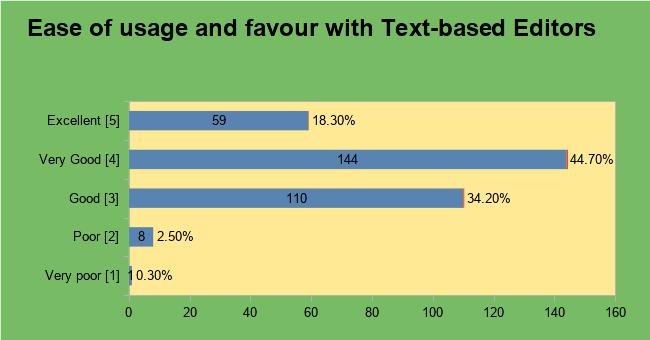 Ease of usage and favour with Text-based Editors
Excellent [5] 59 18.30%
Very Good [4] 144 44.70%
Good [3] 110 34.20%
Poor [2] 8 2.50%
Very poor [1] 1 0.30%
0 20 40 60 80 100 120 140 160